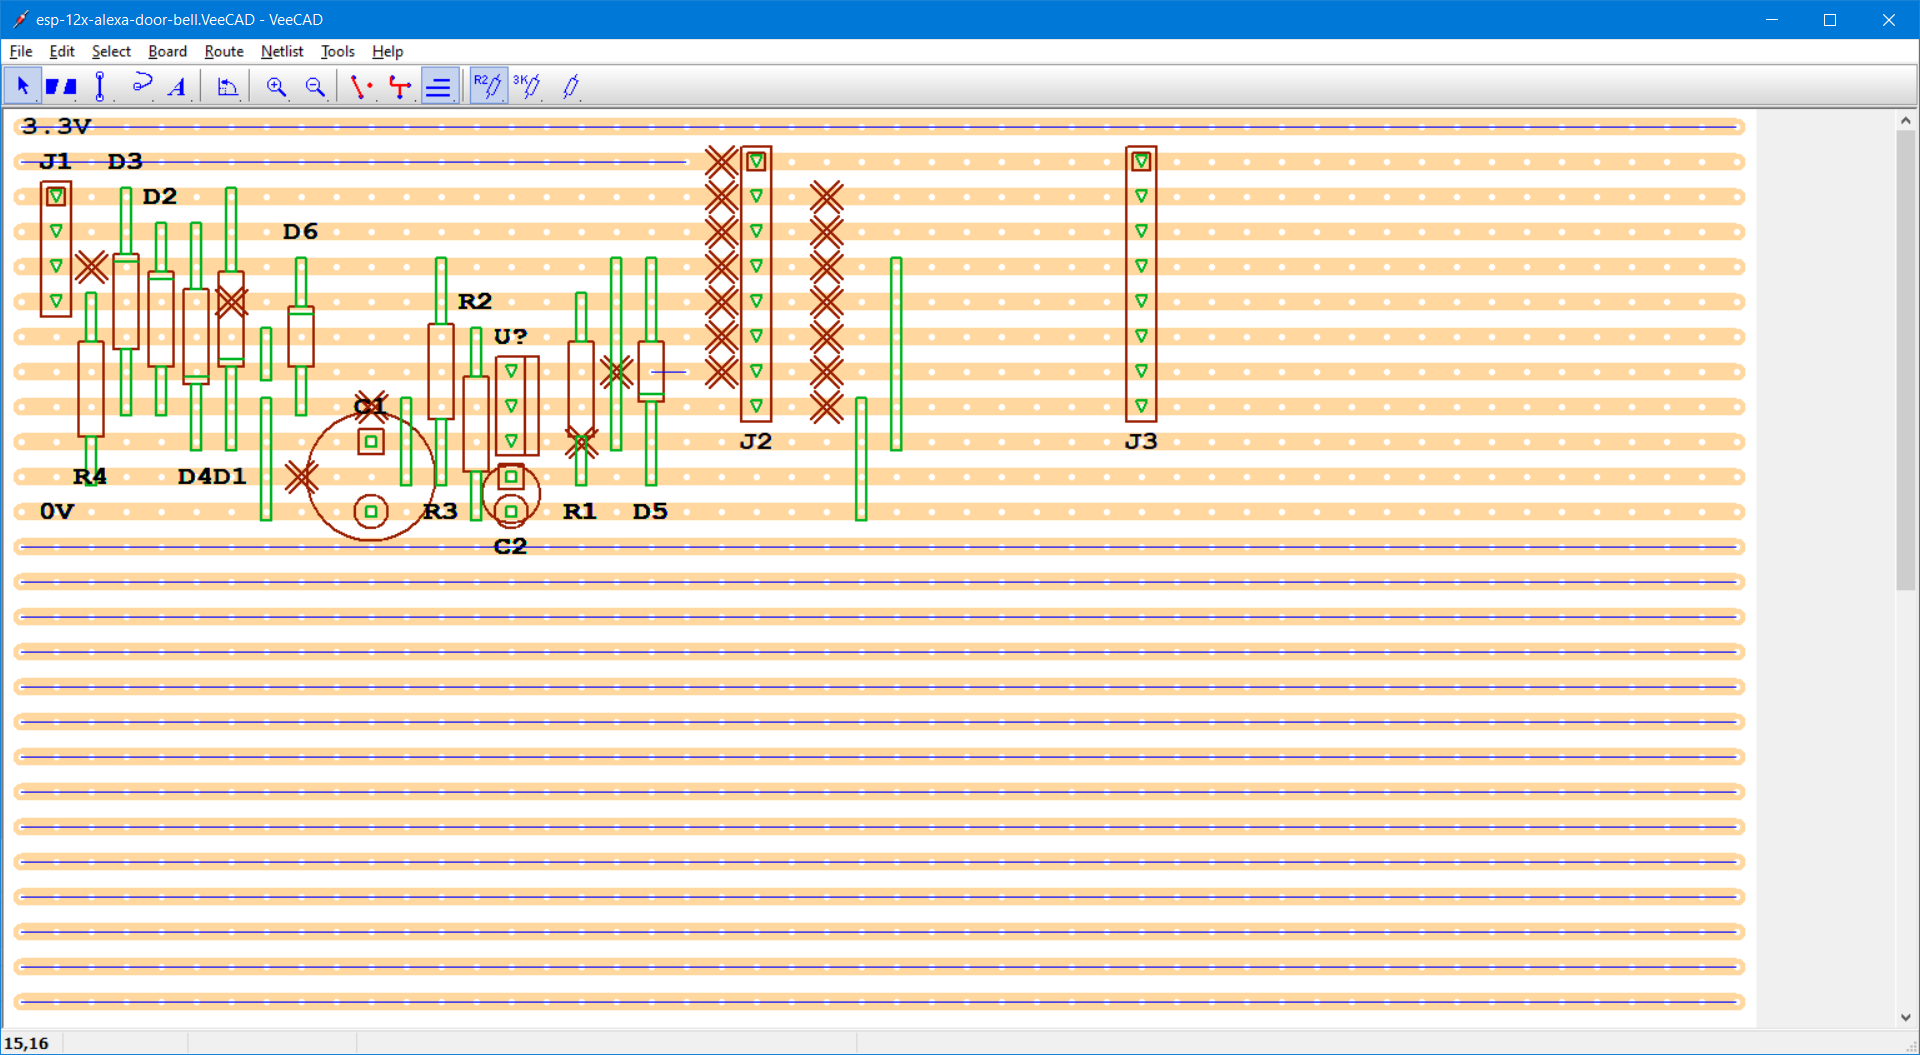 esp-12x-alexa-door-bell.VeeCAD - VeeCAD
File Edit Select Board Route Netlist Tools Help
A R2 3K
3.3V
J1 D3
D2
D6
R2
U?
C1
J2 J3
R4 D4D1
0V R3 R1 D5
C2
15,16